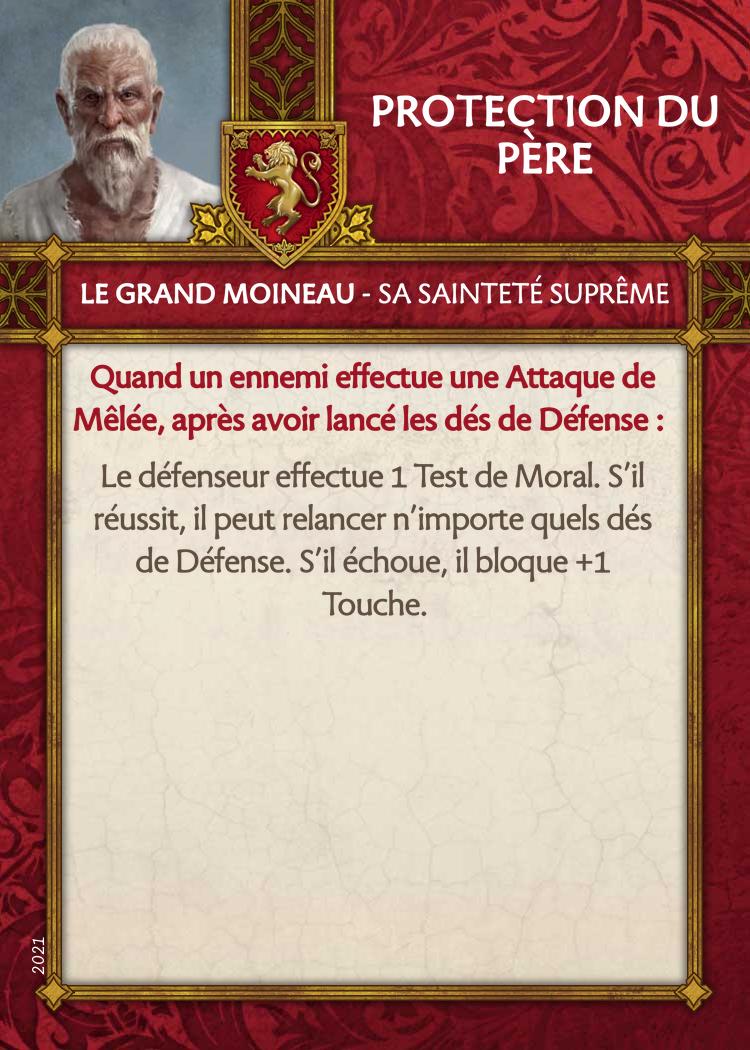 PROTECTION DU
PÈRE
LE GRAND MOINEAU - SA SAINTETÉ SUPRÊME
Quand un ennemi effectue une Attaque de
Mêlée, après avoir lancé les dés de Défense :
Le défenseur effectue 1 Test de Moral. S'il
réussit, il peut relancer n'importe quels dés
de Défense. S'il échoue, il bloque +1
Touche.
2021